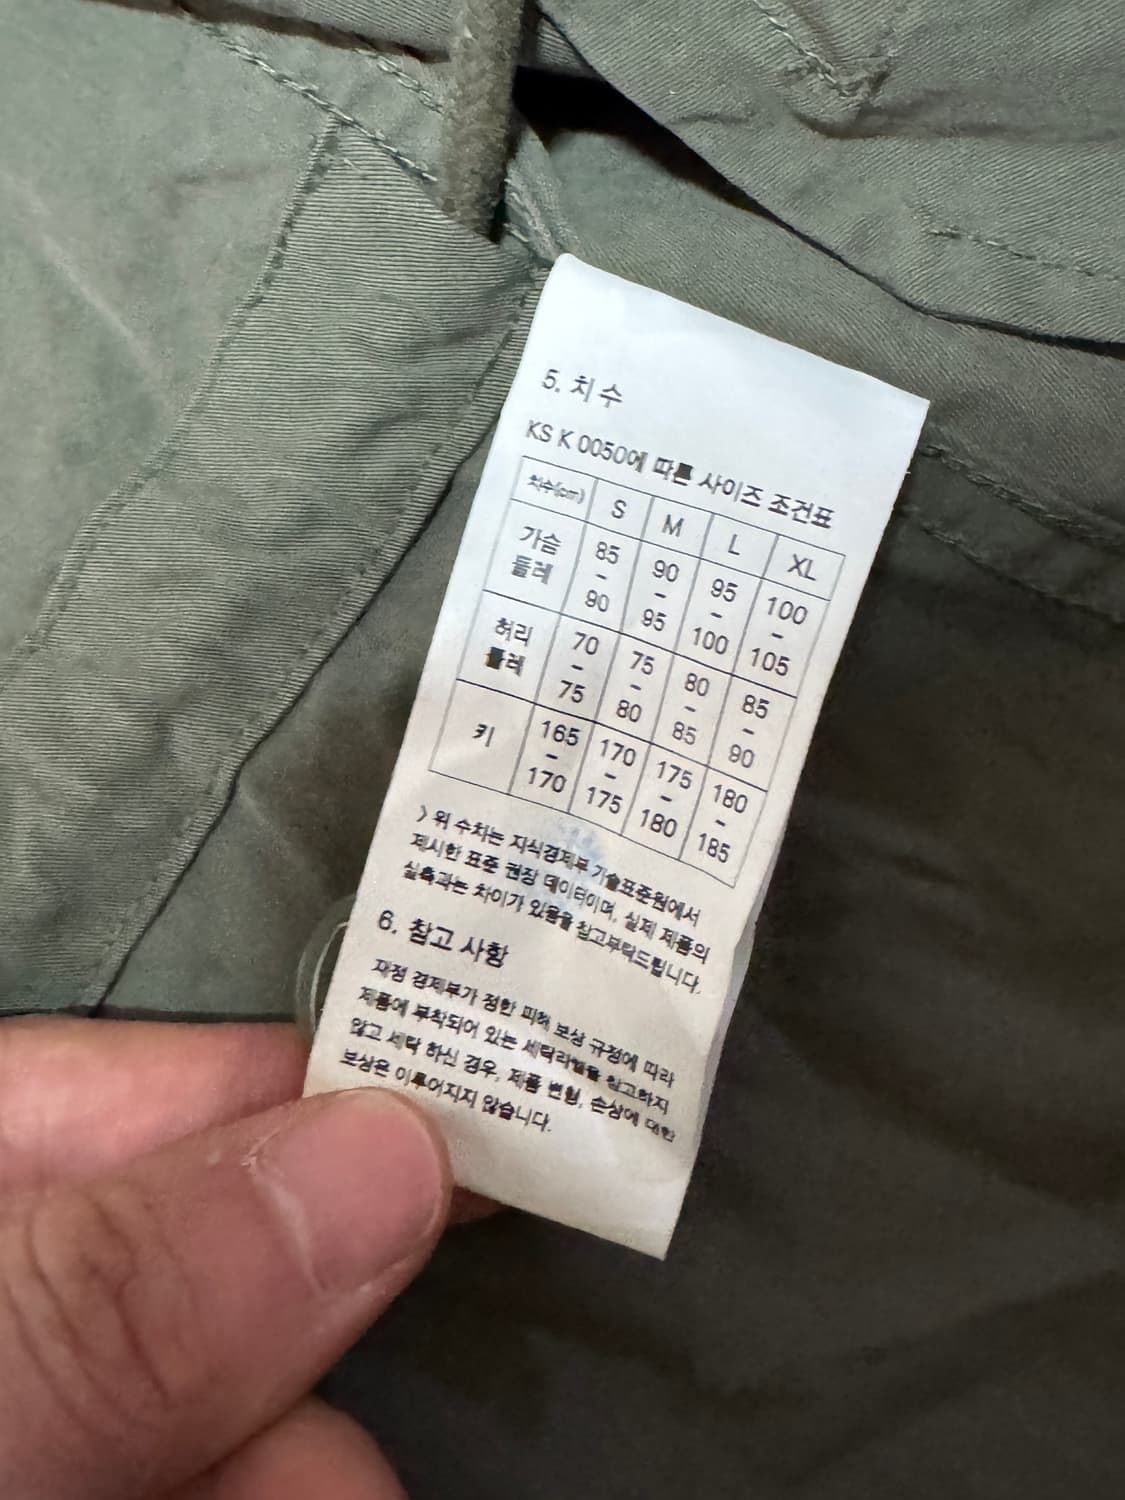 5. 치수
KS K 0050에 따른 사이즈 조건표
치수(cm) S M L XL
가슴 둘레 85 - 90 90 - 95 95 - 100 100 - 105
허리 둘레 70 - 75 75 - 80 80 - 85 85 - 90
키 165 - 170 170 - 175 175 - 180 180 - 185
> 위 수치는 지식경제부 기술표준원에서
제시한 표준 권장 데이터이며, 실제 제품의
실측과는 차이가 있음을 참고부탁드립니다.
6. 참고 사항
재정 경제부가 정한 피해 보상 규정에 따라
제품에 부착되어 있는 세탁라벨을 참고하지
않고 세탁 하신 경우, 제품 변형, 손상에 대한
보상은 이루어지지 않습니다.